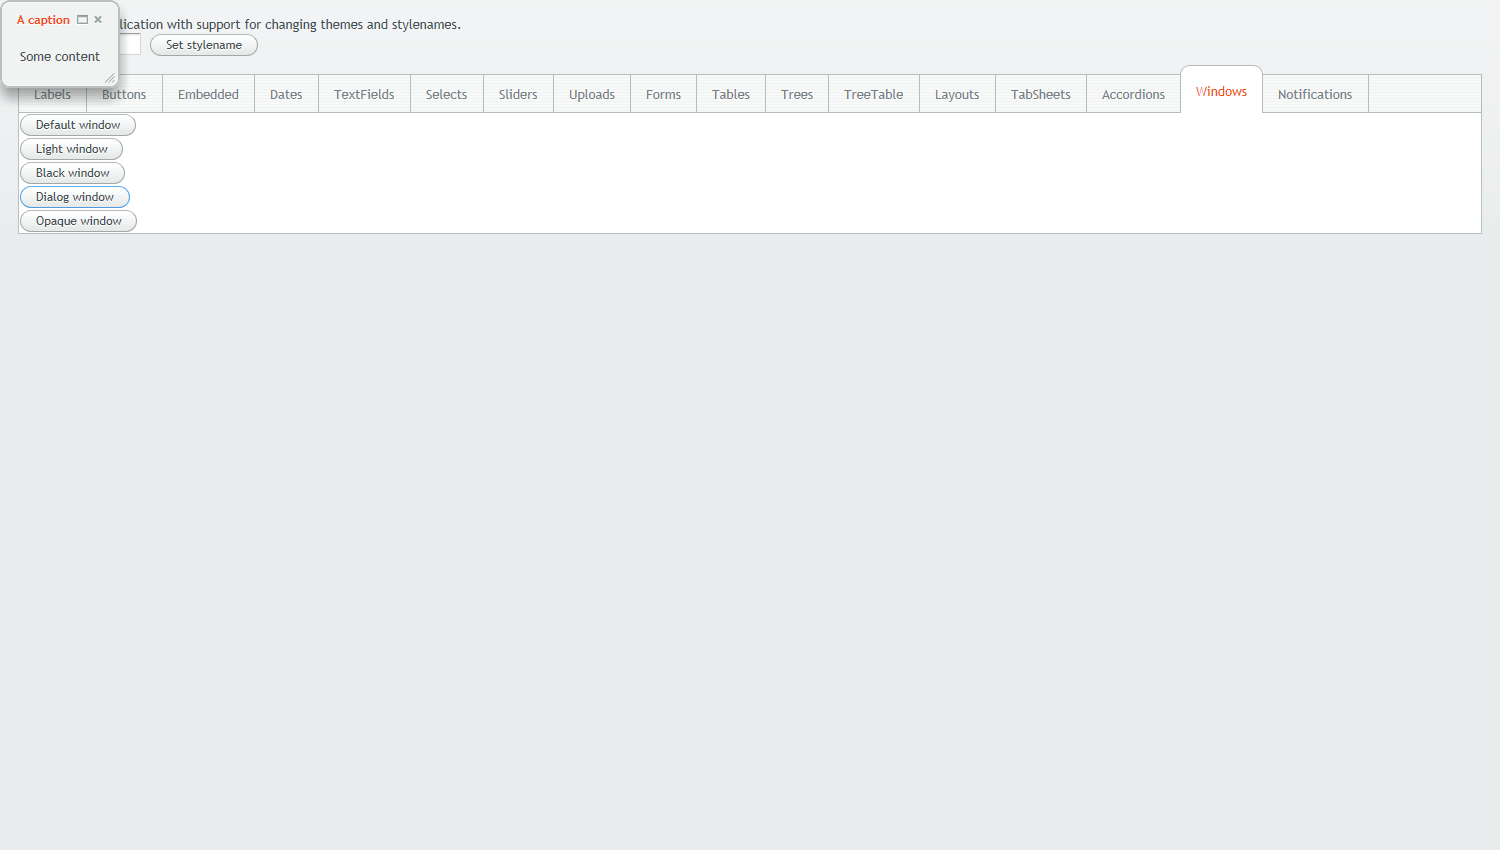 A caption
Some content
lication with support for changing themes and stylenames.
Set stylename
Labels Buttons Embedded Dates TextFields Selects Sliders Uploads Forms Tables Trees TreeTable Layouts TabSheets Accordions Windows Notifications
Default window
Light window
Black window
Dialog window
Opaque window